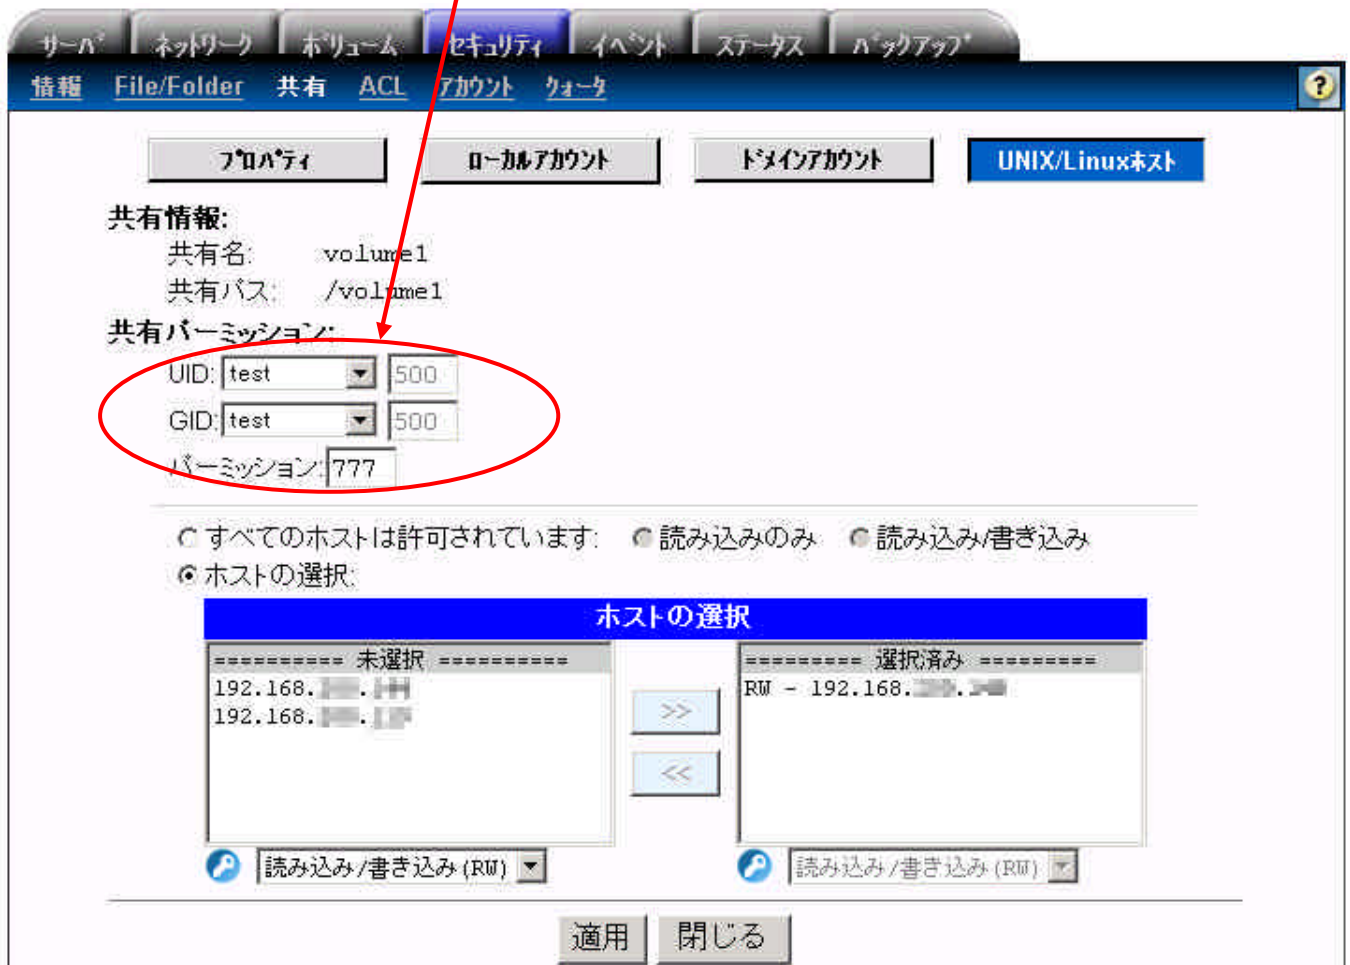 サーバ ネットワーク ボリューム セキュリティ イベント ステータス バックアップ
情報 File/Folder 共有 ACL アカウント クォータ ?
プロパティ ローカルアカウント ドメインアカウント UNIX/Linuxホスト
共有情報:
共有名: volume1
共有パス: /volume1
共有パーミッション:
UID: test 500
GID: test 500
パーミッション: 777
すべてのホストは許可されています: 読み込みのみ 読み込み/書き込み
ホストの選択:
ホストの選択
========== 未選択 ========== ========= 選択済み =========
192.168. . RW - 192.168. .
192.168. .
>>
<<
読み込み/書き込み(RW) 読み込み/書き込み(RW)
適用 閉じる